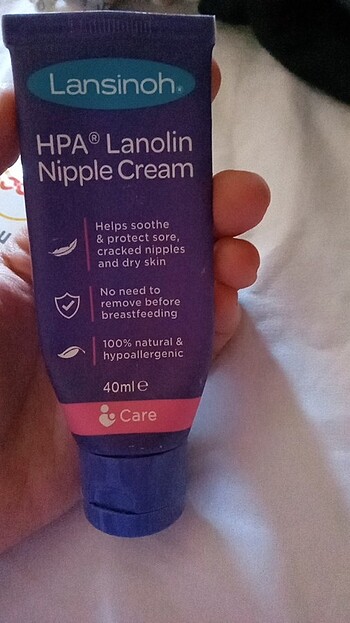 Lansinoh®
HPA® Lanolin
Nipple Cream
Helps soothe
& protect sore,
cracked nipples
and dry skin
No need to
remove before
breastfeeding
100% natural &
hypoallergenic
40ml e
Care